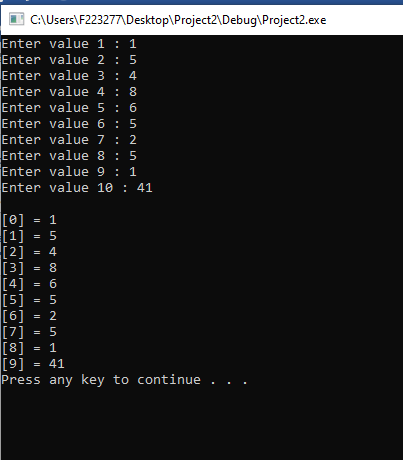 C:\Users\F223277\Desktop\Project2\Debug\Project2.exe
Enter value 1 : 1
Enter value 2 : 5
Enter value 3 : 4
Enter value 4 : 8
Enter value 5 : 6
Enter value 6 : 5
Enter value 7 : 2
Enter value 8 : 5
Enter value 9 : 1
Enter value 10 : 41
[0] = 1
[1] = 5
[2] = 4
[3] = 8
[4] = 6
[5] = 5
[6] = 2
[7] = 5
[8] = 1
[9] = 41
Press any key to continue . . .